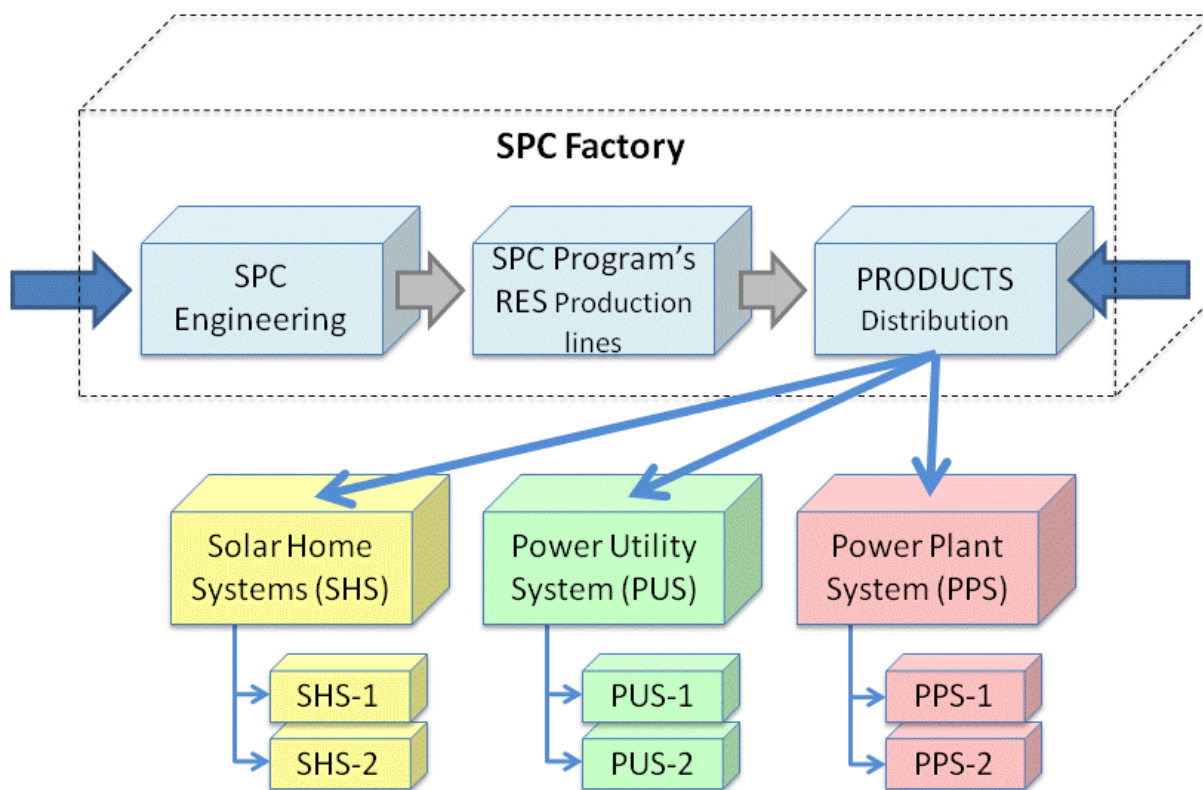 SPC Factory
SPC
Engineering
SPC Program's
RES Production
lines
PRODUCTS
Distribution
Solar Home
Systems (SHS)
Power Utility
System (PUS)
Power Plant
System (PPS)
SHS-1
SHS-2
PUS-1
PUS-2
PPS-1
PPS-2